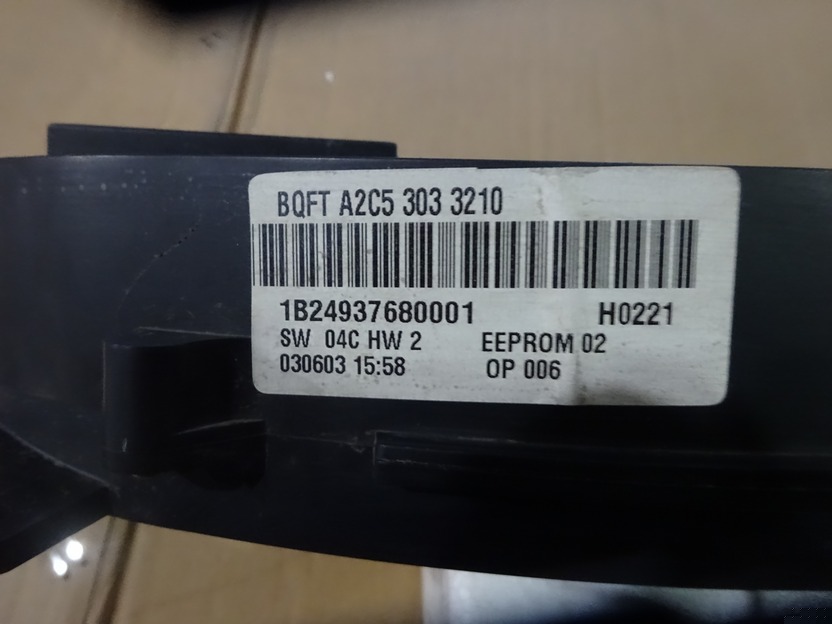 BQFT A2C5 303 3210
1B24937680001 H0221
SW 04C HW 2 EEPROM 02
030603 15:58 OP 006